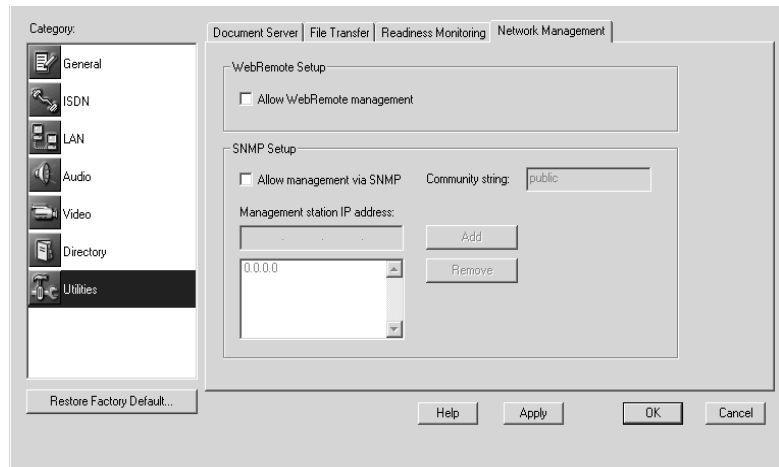 Category:
General
ISDN
LAN
Audio
Video
Directory
Utilities
Restore Factory Default...
Document Server
File Transfer
Readiness Monitoring
Network Management
WebRemote Setup
Allow WebRemote management
SNMP Setup
Allow management via SNMP
Community string:
public
Management station IP address:
. . .
Add
0.0.0.0
Remove
Help
Apply
OK
Cancel